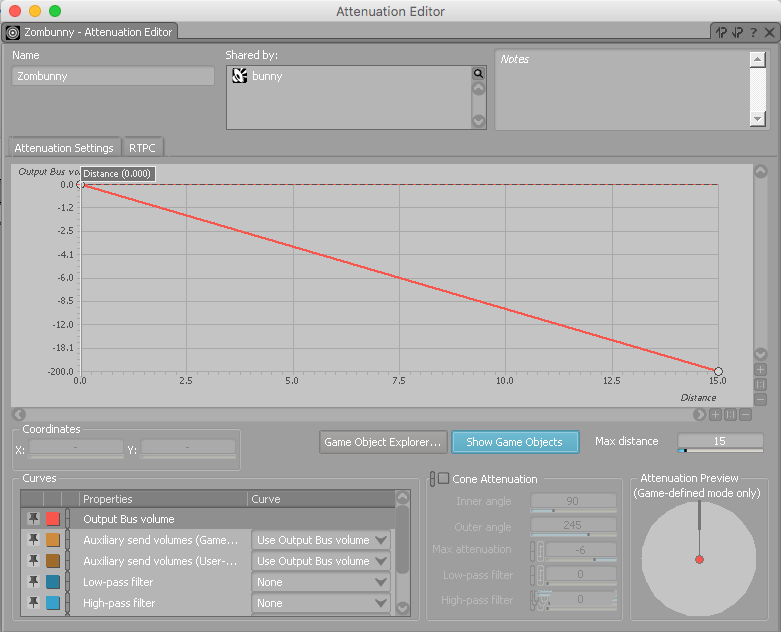 Attenuation Editor
Zombunny - Attenuation Editor
Name
Shared by:
Notes
Zombunny
bunny
Attenuation Settings
RTPC
Output Bus vo
Distance (0.000)
0.0
-1.2
-2.5
-4.1
-6.0
-8.5
-12.0
-18.1
-200.0
0.0 2.5 5.0 7.5 10.0 12.5 15.0
Distance
Coordinates
X: - Y: -
Game Object Explorer...
Show Game Objects
Max distance
15
Curves
Properties Curve
Output Bus volume
Auxiliary send volumes (Game... Use Output Bus volume
Auxiliary send volumes (User-... Use Output Bus volume
Low-pass filter None
High-pass filter None
Cone Attenuation
Inner angle 90
Outer angle 245
Max attenuation -6
Low-pass filter 0
High-pass filter 0
Attenuation Preview
(Game-defined mode only)